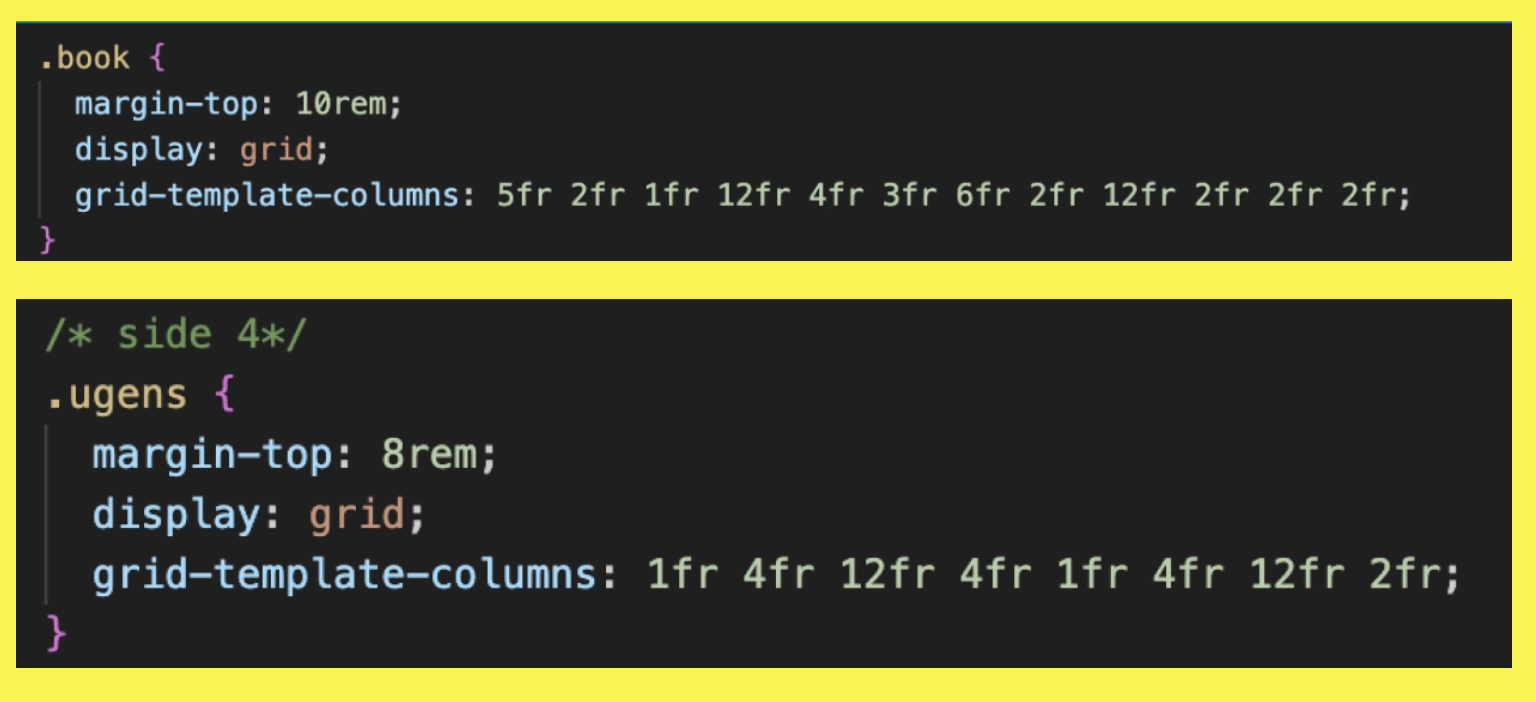 .book {
margin-top: 10rem;
display: grid;
grid-template-columns: 5fr 2fr 1fr 12fr 4fr 3fr 6fr 2fr 12fr 2fr 2fr 2fr;
}
/* side 4*/
.ugens {
margin-top: 8rem;
display: grid;
grid-template-columns: 1fr 4fr 12fr 4fr 1fr 4fr 12fr 2fr;
}